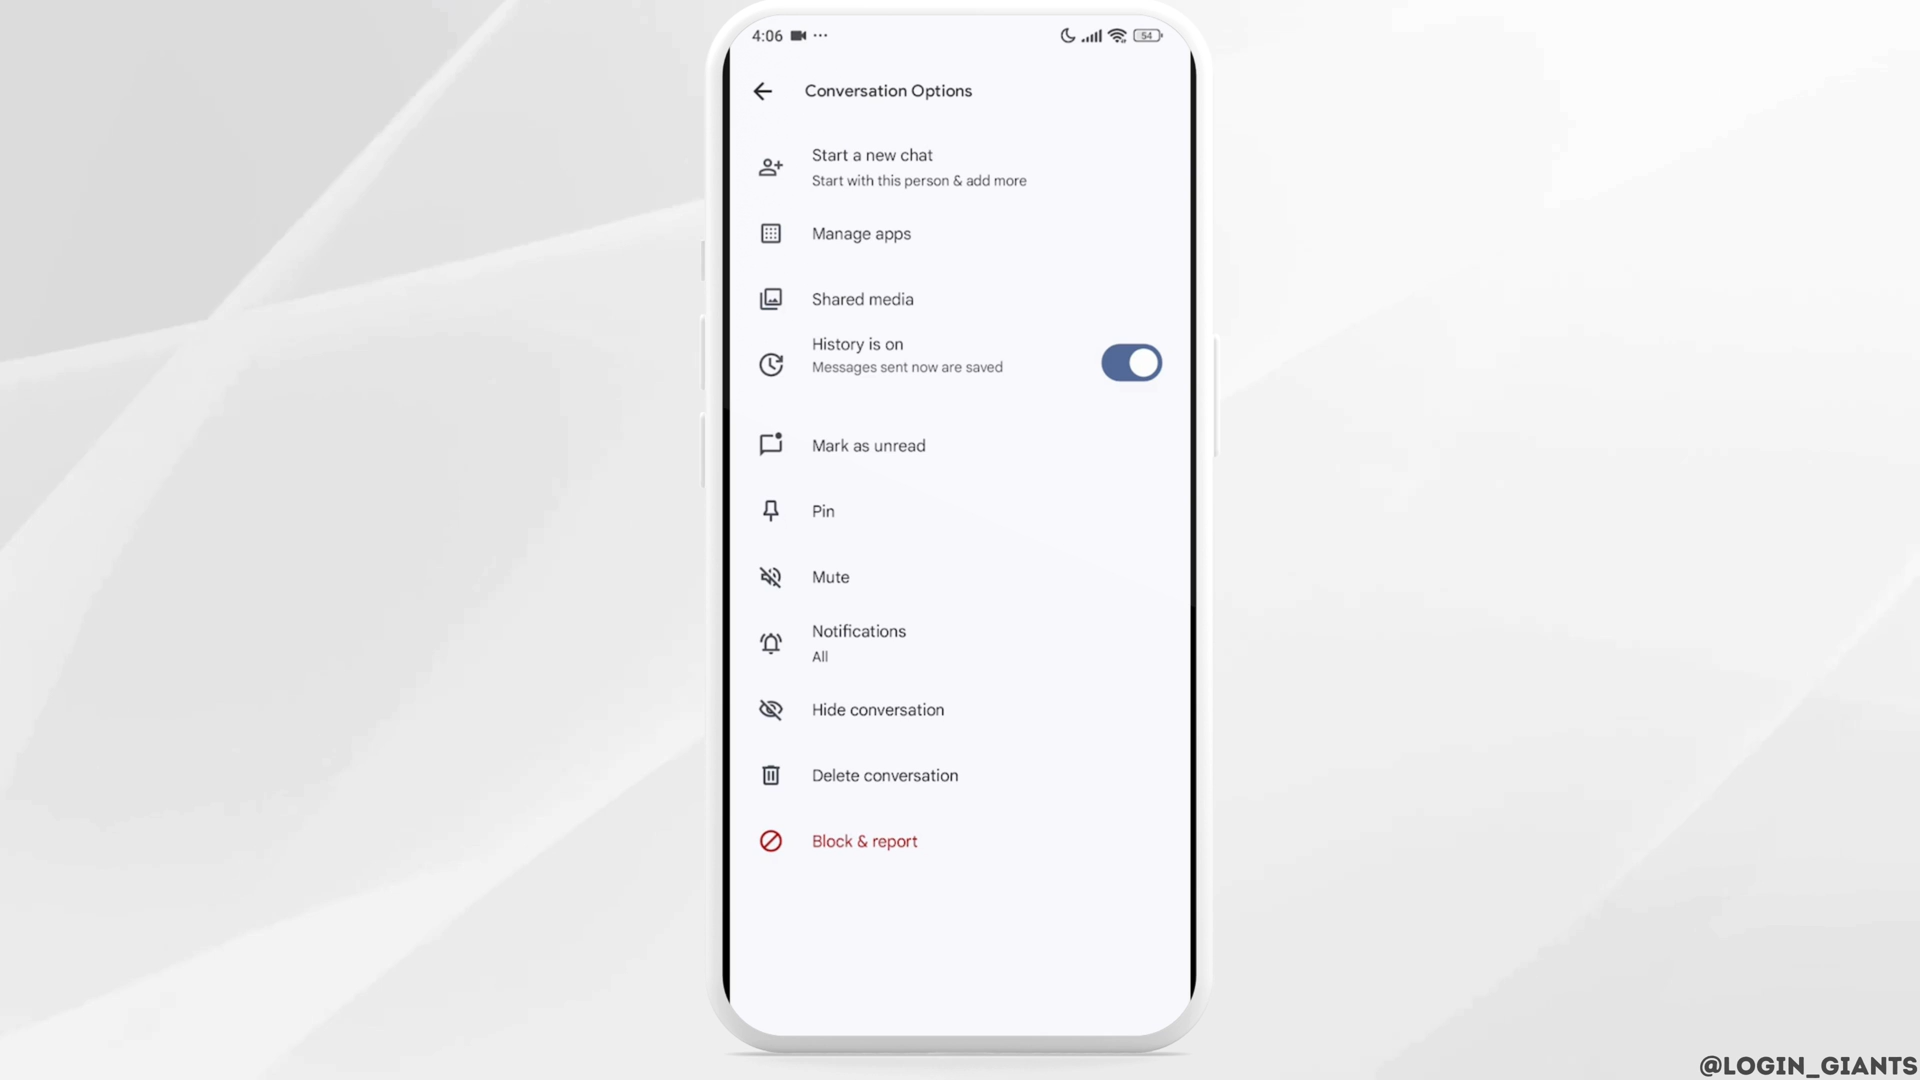 4:06
54
Conversation Options
Start a new chat
Start with this person & add more
Manage apps
Shared media
History is on
Messages sent now are saved
Mark as unread
Pin
Mute
Notifications
All
Hide conversation
Delete conversation
Block & report
@LOGIN_GIANTS